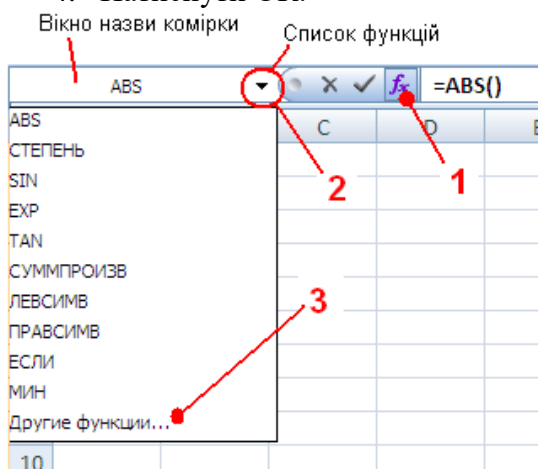 Вікно назви комірки
Список функцій
ABS
fx
=ABS()
ABS
C
D
СТЕПЕНЬ
SIN
2
1
EXP
TAN
СУММПРОИЗВ
ЛЕВСИМВ
3
ПРАВСИМВ
ЕСЛИ
МИН
Другие функции...
10